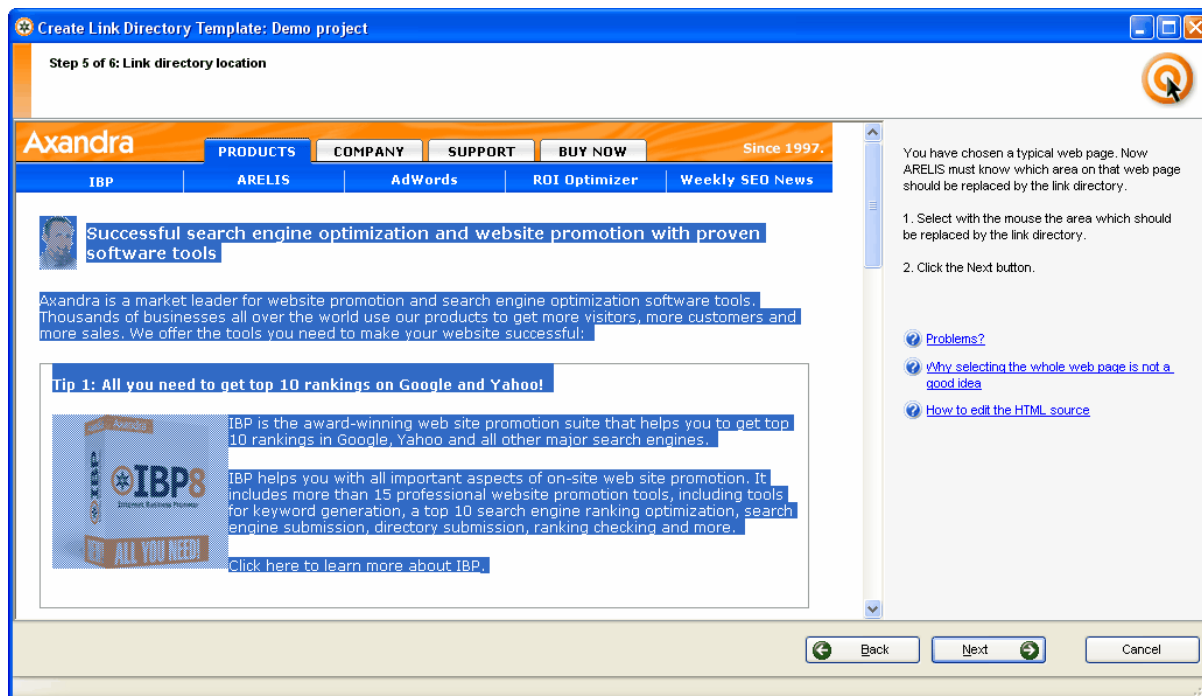 Create Link Directory Template: Demo project
Step 5 of 6: Link directory location
Axandra
PRODUCTS
COMPANY
SUPPORT
BUY NOW
Since 1997.
IBP
ARELIS
AdWords
ROI Optimizer
Weekly SEO News
Successful search engine optimization and website promotion with proven
software tools
Axandra is a market leader for website promotion and search engine optimization software tools.
Thousands of businesses all over the world use our products to get more visitors, more customers and
more sales. We offer the tools you need to make your website successful:
Tip 1: All you need to get top 10 rankings on Google and Yahoo!
Axandra
IBP8
Internet Business Promoter
IBP
ALL YOU NEED!
IBP is the award-winning web site promotion suite that helps you to get top
10 rankings in Google, Yahoo and all other major search engines.
IBP helps you with all important aspects of on-site web site promotion. It
includes more than 15 professional website promotion tools, including tools
for keyword generation, a top 10 search engine ranking optimization, search
engine submission, directory submission, ranking checking and more.
Click here to learn more about IBP.
You have chosen a typical web page. Now
ARELIS must know which area on that web page
should be replaced by the link directory.
1. Select with the mouse the area which should
be replaced by the link directory.
2. Click the Next button.
Problems?
Why selecting the whole web page is not a
good idea
How to edit the HTML source
Back
Next
Cancel